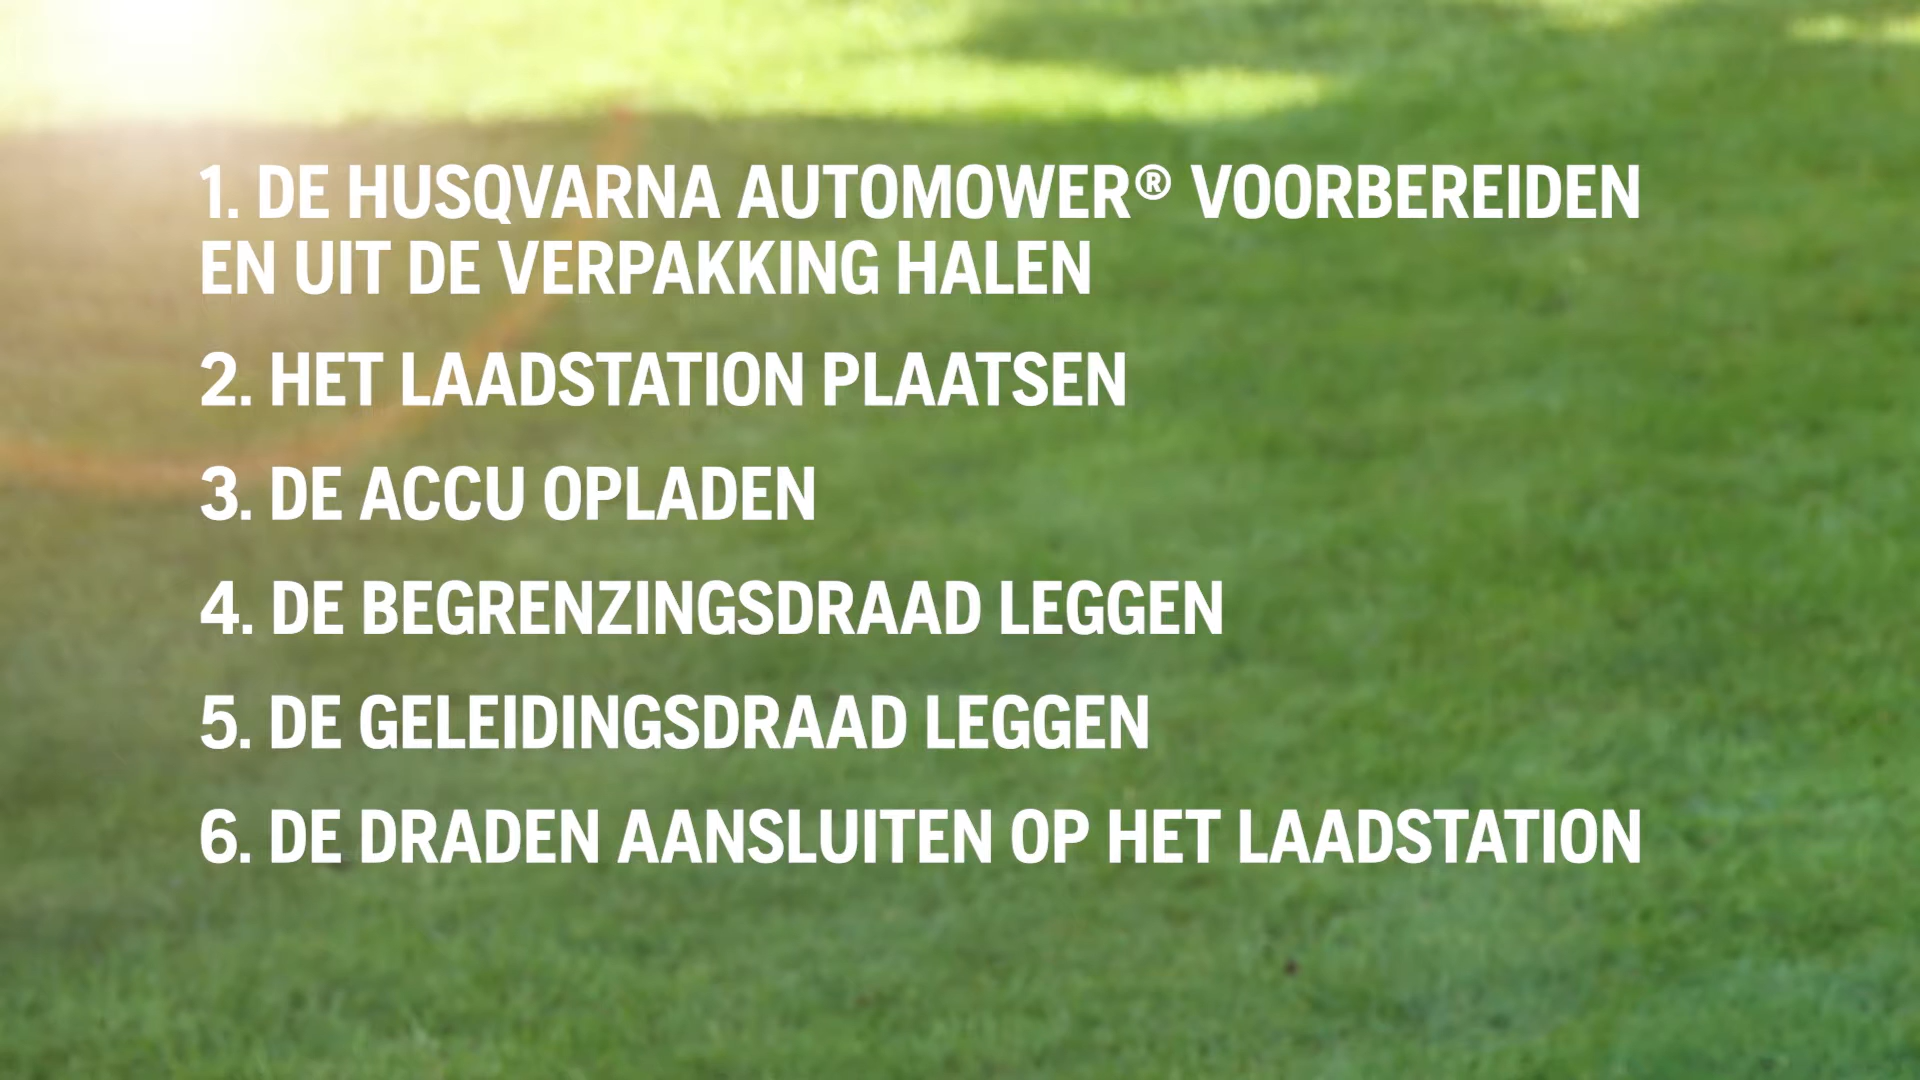 1. DE HUSQVARNA AUTOMOWER® VOORBEREIDEN
EN UIT DE VERPAKKING HALEN
2. HET LAADSTATION PLAATSEN
3. DE ACCU OPLADEN
4. DE BEGRENZINGSDRAAD LEGGEN
5. DE GELEIDINGSDRAAD LEGGEN
6. DE DRADEN AANSLUITEN OP HET LAADSTATION